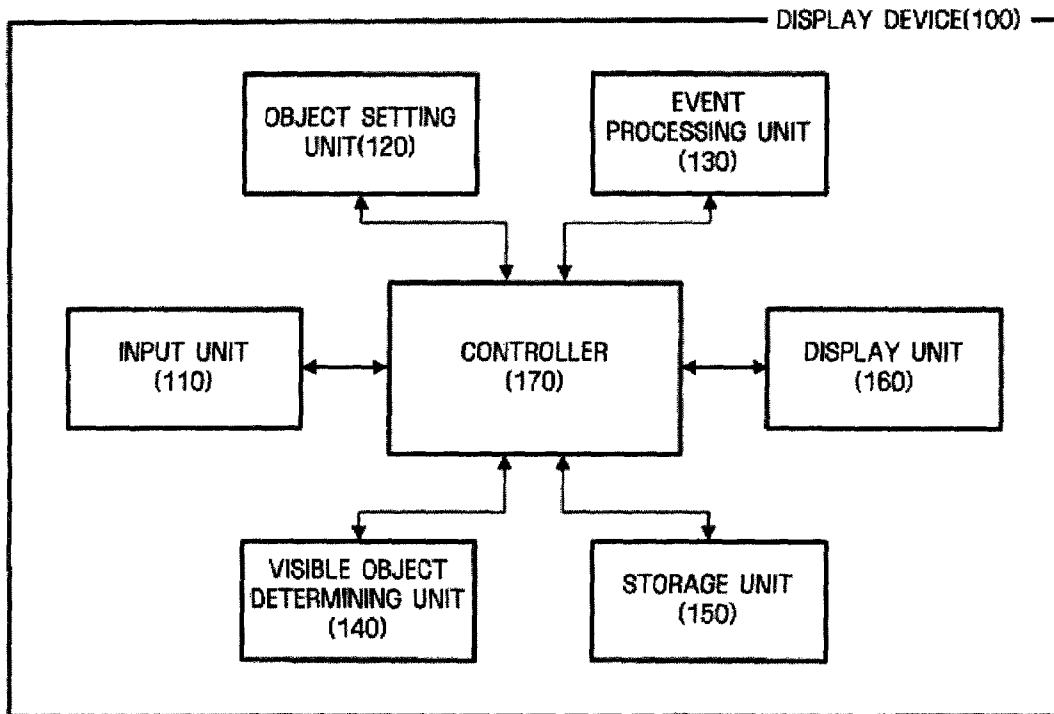 DISPLAY DEVICE(100)
OBJECT SETTING
UNIT(120)
EVENT
PROCESSING UNIT
(130)
INPUT UNIT
(110)
CONTROLLER
(170)
DISPLAY UNIT
(160)
VISIBLE OBJECT
DETERMINING UNIT
(140)
STORAGE UNIT
(150)